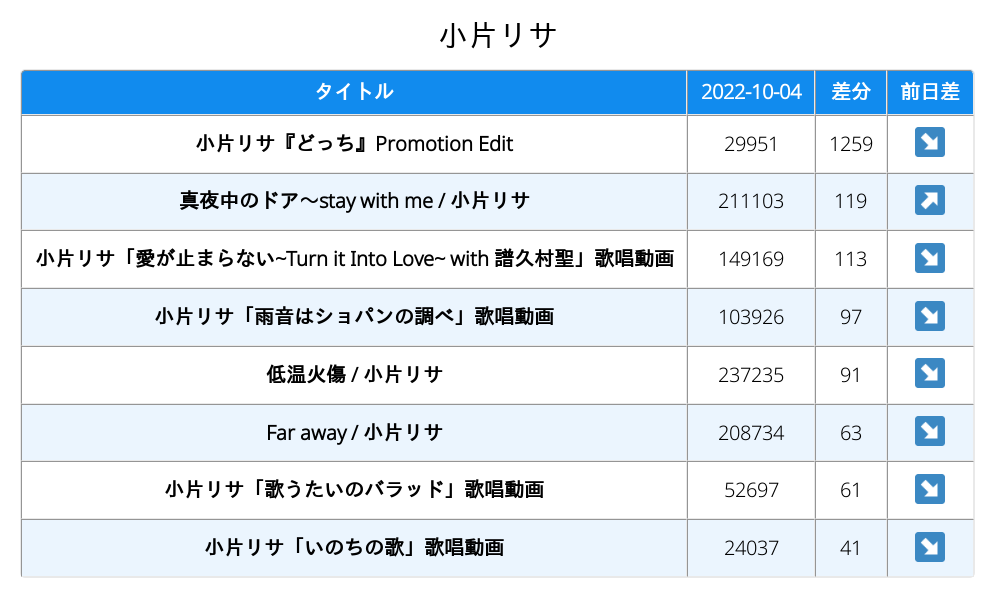 小片リサ
タイトル 2022-10-04 差分 前日差
小片リサ『どっち』Promotion Edit 29951 1259 ↘
真夜中のドア〜stay with me / 小片リサ 211103 119 ↗
小片リサ「愛が止まらない~Turn it Into Love~ with 譜久村聖」歌唱動画 149169 113 ↘
小片リサ「雨音はショパンの調べ」歌唱動画 103926 97 ↘
低温火傷 / 小片リサ 237235 91 ↘
Far away / 小片リサ 208734 63 ↘
小片リサ「歌うたいのバラッド」歌唱動画 52697 61 ↘
小片リサ「いのちの歌」歌唱動画 24037 41 ↘